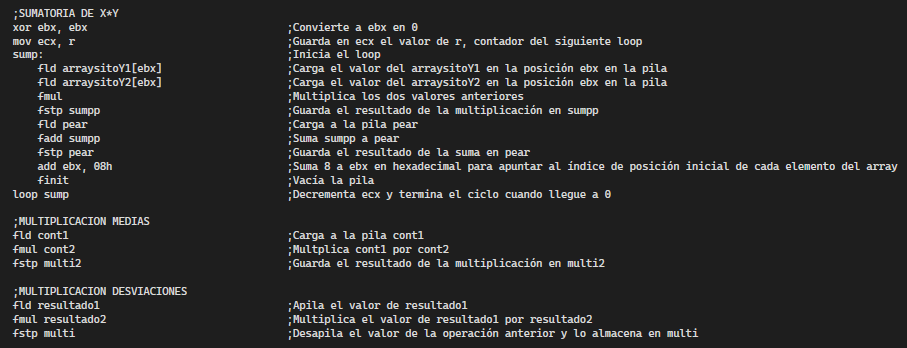 ;SUMATORIA DE X*Y
xor ebx, ebx ;Convierte a ebx en 0
mov ecx, r ;Guarda en ecx el valor de r, contador del siguiente loop
sump: ;Inicia el loop
fld arraysitoY1[ebx] ;Carga el valor del arraysitoY1 en la posición ebx en la pila
fld arraysitoY2[ebx] ;Carga el valor del arraysitoY2 en la posición ebx en la pila
fmul ;Multiplica los dos valores anteriores
fstp sumpp ;Guarda el resultado de la multiplicación en sumpp
fld pear ;Carga a la pila pear
fadd sumpp ;Suma sumpp a pear
fstp pear ;Guarda el resultado de la suma en pear
add ebx, 08h ;Suma 8 a ebx en hexadecimal para apuntar al índice de posición inicial de cada elemento del array
finit ;Vacía la pila
loop sump ;Decrementa ecx y termina el ciclo cuando llegue a 0
;MULTIPLICACION MEDIAS
fld cont1 ;Carga a la pila cont1
fmul cont2 ;Multplica cont1 por cont2
fstp multi2 ;Guarda el resultado de la multiplicación en multi2
;MULTIPLICACION DESVIACIONES
fld resultado1 ;Apila el valor de resultado1
fmul resultado2 ;Multiplica el valor de resultado1 por resultado2
fstp multi ;Desapila el valor de la operación anterior y lo almacena en multi